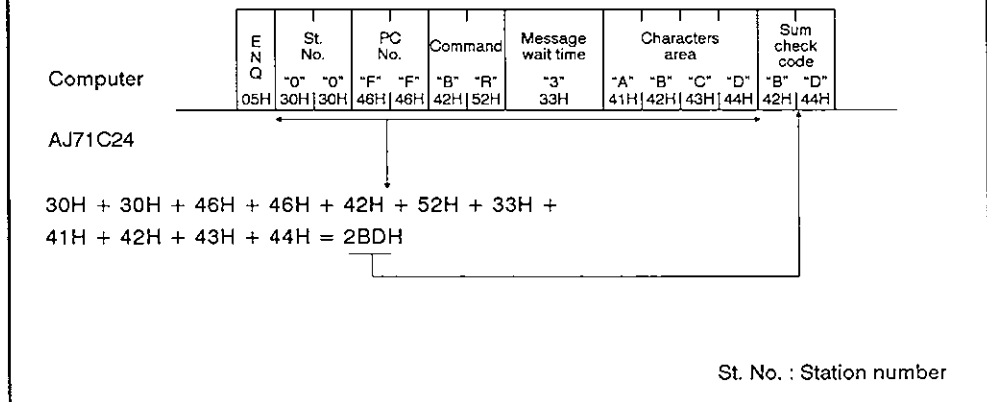 E N Q St. No. PC No. Command Message wait time Characters area Sum check code
Computer "0" "0" "F" "F" "B" "R" "3" "A" "B" "C" "D" "B" "D"
05H 30H 30H 46H 46H 42H 52H 33H 41H 42H 43H 44H 42H 44H
AJ71C24
30H + 30H + 46H + 46H + 42H + 52H + 33H +
41H + 42H + 43H + 44H = 2BDH
St. No. : Station number